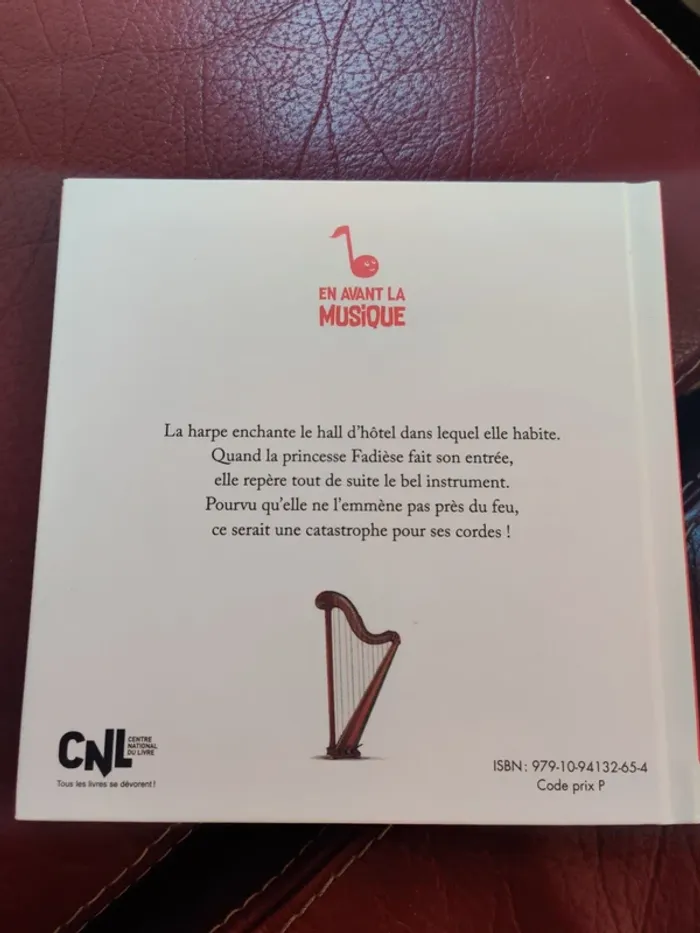 EN AVANT LA
MUSiQUE
La harpe enchante le hall d'hôtel dans lequel elle habite.
Quand la princesse Fadièse fait son entrée,
elle repère tout de suite le bel instrument.
Pourvu qu'elle ne l'emmène pas près du feu,
ce serait une catastrophe pour ses cordes !
CNL
CENTRE
NATIONAL
DU LIVRE
Tous les livres se dévorent !
ISBN : 979-10-94132-65-4
Code prix P